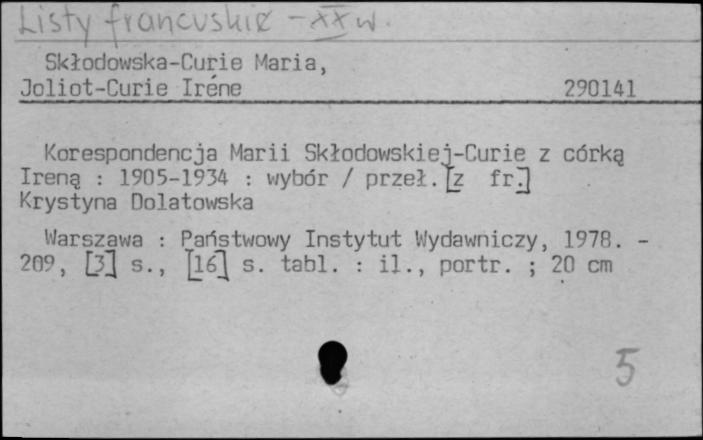 Listy francuskie - XX w.
Skłodowska-Curie Maria,
Joliot-Curie Iréne 290141
Korespondencja Marii Skłodowskiej-Curie z córką
Ireną : 1905-1934 : wybór / przeł. [z fr.]
Krystyna Dolatowska
Warszawa : Państwowy Instytut Wydawniczy, 1978. -
209, [3] s., [16] s. tabl. : il., portr. ; 20 cm
5